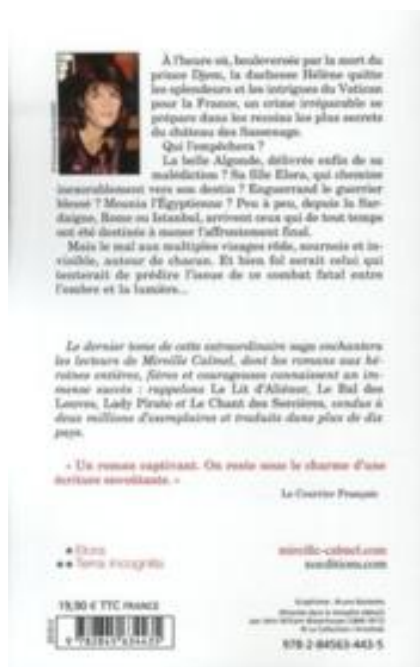 À l'heure où, bouleversée par la mort du
prince Djem, la duchesse Hélène quitte
les splendeurs et les intrigues du Vatican
pour la France, un crime irréparable se
prépare dans les recoins les plus secrets
du château des Sassenage.
Qui l'empêchera ?
La belle Algonde, délivrée enfin de sa
malédiction ? Sa fille Elora, qui chemine
inexorablement vers son destin ? Enguerrand le guerrier
blessé ? Mounia l'Égyptienne ? Peu à peu, depuis la Sar-
daigne, Rome ou Istanbul, arrivent ceux qui de tout temps
ont été destinés à mener l'affrontement final.
Mais le mal aux multiples visages rôde, sournois et in-
visible, autour de chacun. Et bien fol serait celui qui
tenterait de prédire l'issue de ce combat fatal entre
l'ombre et la lumière...
Le dernier tome de cette extraordinaire saga enchantera
les lecteurs de Mireille Calmel, dont les romans aux hé-
roïnes entières, fières et courageuses connaissent un im-
mense succès : rappelons Le Lit d'Aliénor, Le Bal des
Louves, Lady Pirate et Le Chant des Sorcières, vendus à
deux millions d'exemplaires et traduits dans plus de dix
pays.
« Un roman captivant. On reste sous le charme d'une
écriture envoûtante. »
Le Courrier Français
Elora
Terra incognita
mireille-calmel.com
xoeditions.com
19,90 € TTC FRANCE
9 782845 634435
978-2-84563-443-5